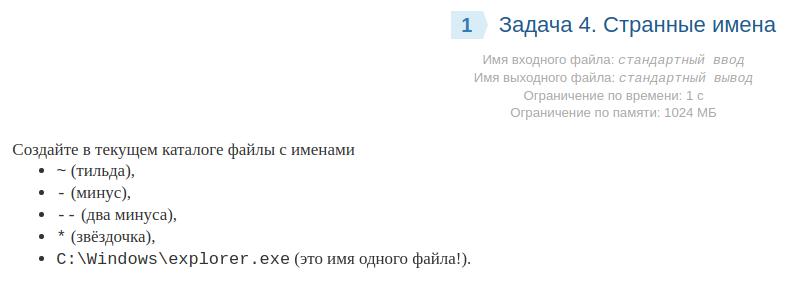 1 Задача 4. Странные имена
Имя входного файла: стандартный ввод
Имя выходного файла: стандартный вывод
Ограничение по времени: 1 с
Ограничение по памяти: 1024 МБ
Создайте в текущем каталоге файлы с именами
• ~ (тильда),
• - (минус),
• -- (два минуса),
• * (звёздочка),
• C:\Windows\explorer.exe (это имя одного файла!).